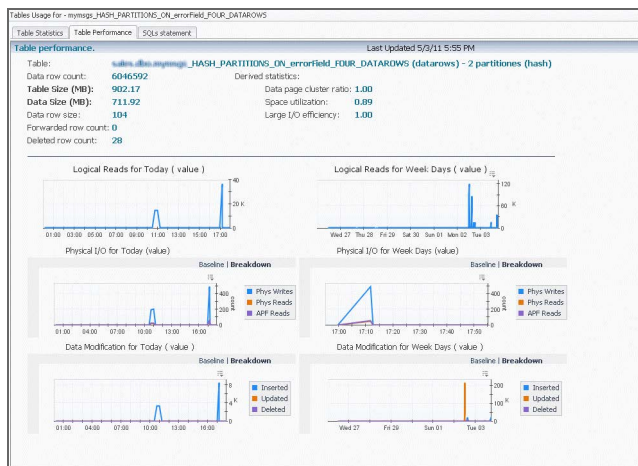 Tables Usage for - mymsgs_HASH_PARTITIONS_ON_errorField_FOUR_DATAROWS
Table Statistics Table Performance SQLs statement
Table performance. Last Updated 5/3/11 5:55 PM
Table: _HASH_PARTITIONS_ON_errorField_FOUR_DATAROWS (datarows) - 2 partitiones (hash)
Data row count: 6046592 Derived statistics:
Table Size (MB): 902.17 Data page cluster ratio: 1.00
Data Size (MB): 711.92 Space utilization: 0.89
Data row size: 104 Large I/O efficiency: 1.00
Forwarded row count: 0
Deleted row count: 28
Logical Reads for Today ( value ) Logical Reads for Week Days ( value )
40 120
20 K 60 K
0 0
01:00 03:00 05:00 07:00 09:00 11:00 13:00 15:00 17:00 Wed 27 Thu 28 Fri 29 Sat 30 Sun 01 Mon 02 Tue 03
Physical I/O for Today (value) Physical I/O for Week Days (value)
Baseline | Breakdown Baseline | Breakdown
400 Phys Writes 400 Phys Writes
200 count Phys Reads 200 count Phys Reads
0 APF Reads 0 APF Reads
01:00 04:00 07:00 10:00 13:00 16:00 17:00 17:10 17:20 17:30 17:40 17:53
Data Modification for Today ( value ) Data Modification for Week Days ( value )
Baseline | Breakdown Baseline | Breakdown
8 Inserted 200 Inserted
4 K Updated 100 K Updated
0 Deleted 0 Deleted
01:00 04:00 07:00 10:00 13:00 16:00 Wed 27 Fri 29 Sun 01 Tue 03